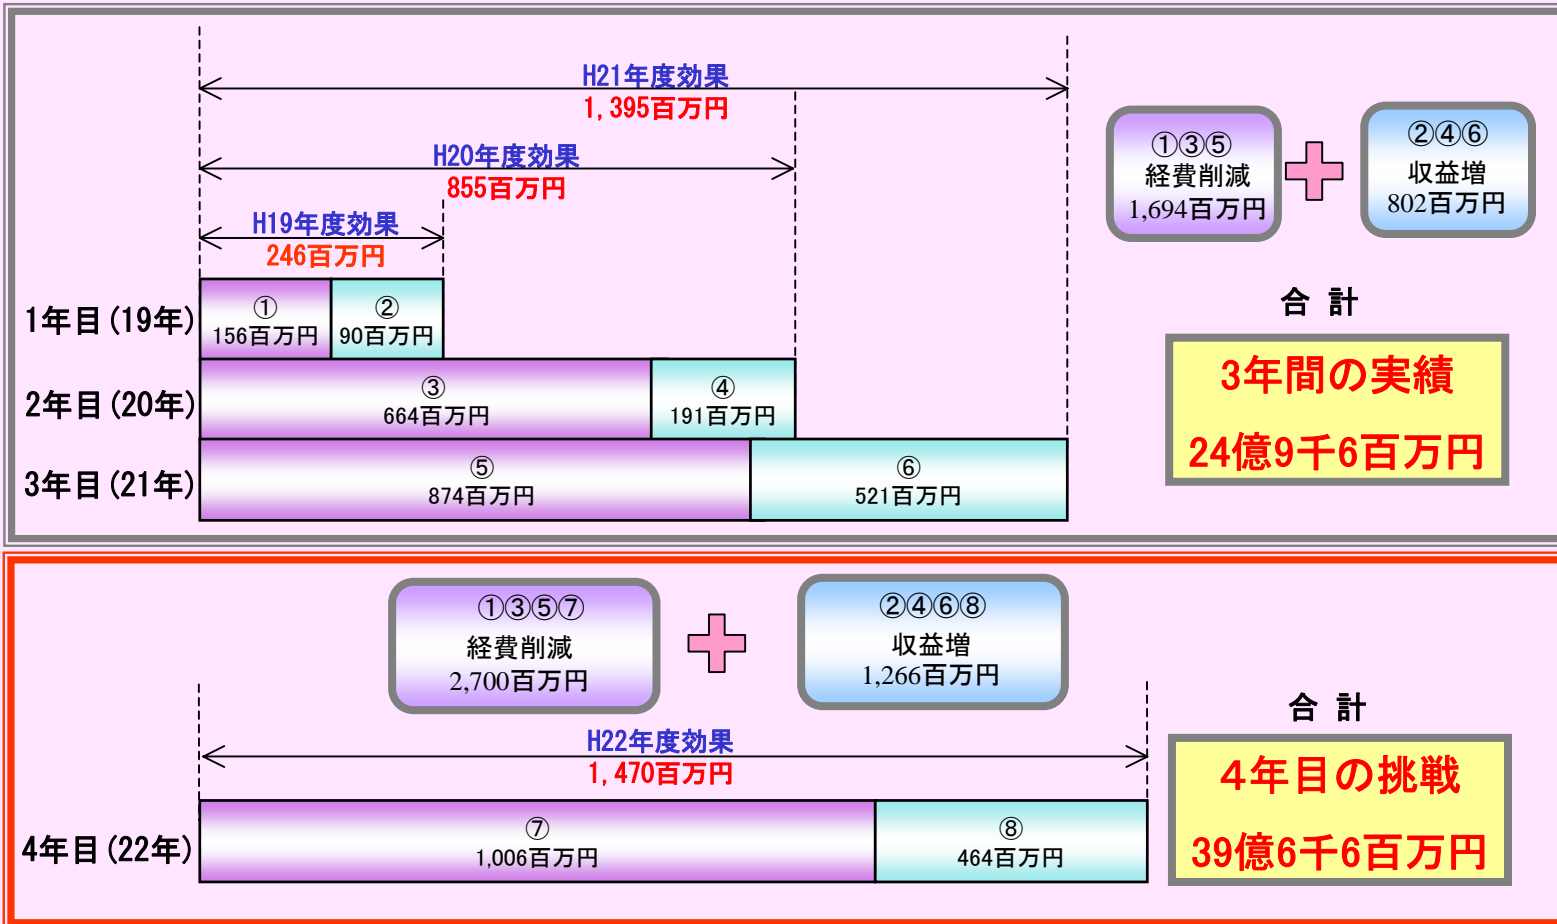 H21年度効果
1,395百万円
H20年度効果
855百万円
H19年度効果
246百万円
①③⑤
経費削減
1,694百万円
②④⑥
収益増
802百万円
1年目(19年)
①
156百万円
②
90百万円
2年目(20年)
③
664百万円
④
191百万円
3年目(21年)
⑤
874百万円
⑥
521百万円
合 計
3年間の実績
24億9千6百万円
①③⑤⑦
経費削減
2,700百万円
②④⑥⑧
収益増
1,266百万円
H22年度効果
1,470百万円
4年目(22年)
⑦
1,006百万円
⑧
464百万円
合 計
４年目の挑戦
39億6千6百万円